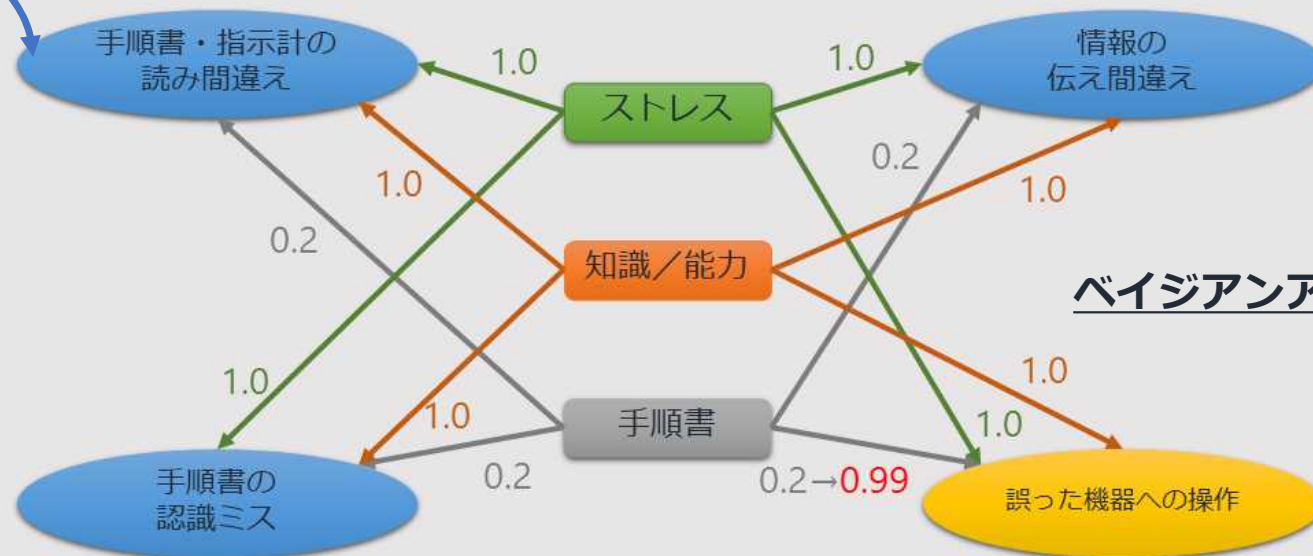 手順書・指示計の
読み間違え
情報の
伝え間違え
1.0
1.0
ストレス
0.2
1.0
1.0
0.2
知識／能力
ベイジアンア
1.0
1.0
1.0
手順書
1.0
0.2
0.2→0.99
手順書の
認識ミス
誤った機器への操作